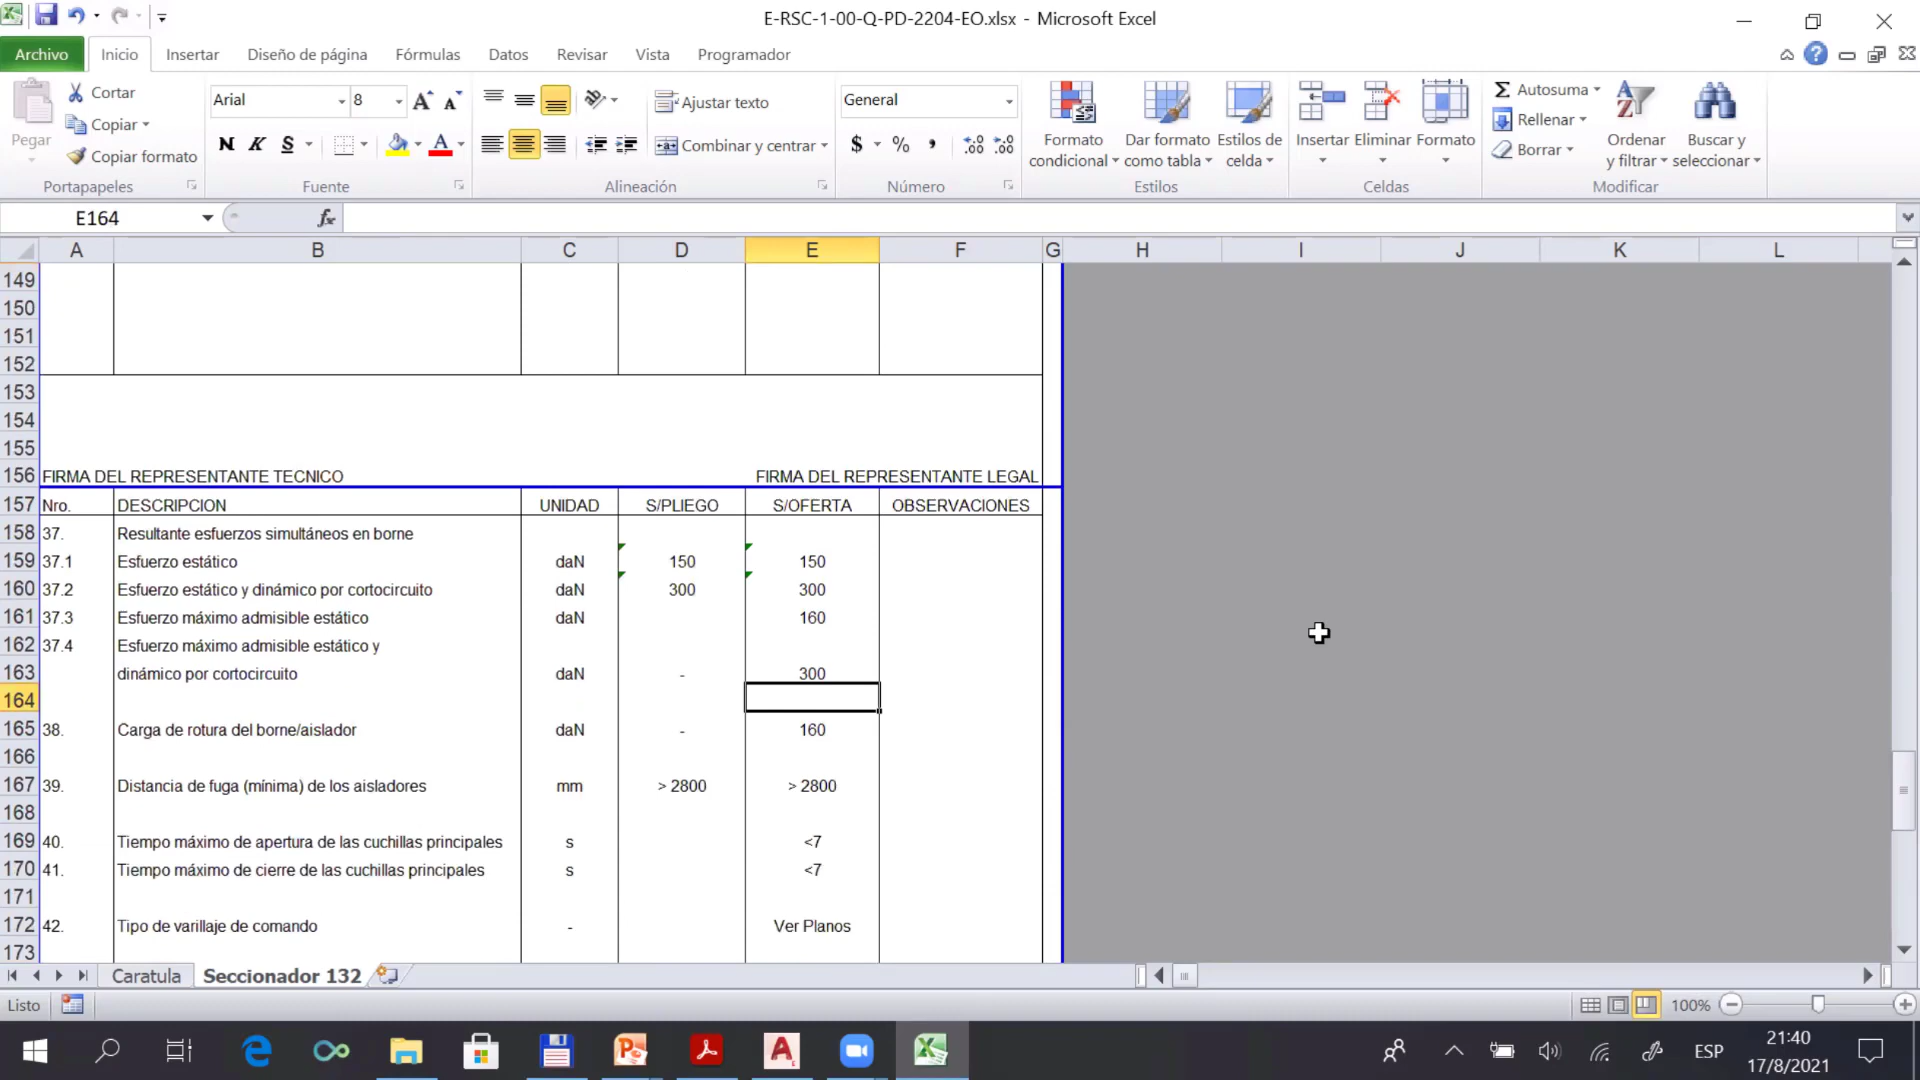 E-RSC-1-00-Q-PD-2204-EO.xlsx - Microsoft Excel
Archivo Inicio Insertar Diseño de página Fórmulas Datos Revisar Vista Programador
Pegar
Cortar
Copiar
Copiar formato
Portapapeles
Arial 8
N K S
Fuente
Ajustar texto
Combinar y centrar
Alineación
General
$ %
Número
Formato condicional
Dar formato como tabla
Estilos de celda
Estilos
Insertar Eliminar Formato
Celdas
Autosuma
Rellenar
Borrar
Ordenar y filtrar
Buscar y seleccionar
Modificar
E164 fx
A B C D E F G H I J K L
149
150
151
152
153
154
155
156 FIRMA DEL REPRESENTANTE TECNICO FIRMA DEL REPRESENTANTE LEGAL
157 Nro. DESCRIPCION UNIDAD S/PLIEGO S/OFERTA OBSERVACIONES
158 37. Resultante esfuerzos simultáneos en borne
159 37.1 Esfuerzo estático daN 150 150
160 37.2 Esfuerzo estático y dinámico por cortocircuito daN 300 300
161 37.3 Esfuerzo máximo admisible estático daN 160
162 37.4 Esfuerzo máximo admisible estático y
163 dinámico por cortocircuito daN - 300
164
165 38. Carga de rotura del borne/aislador daN - 160
166
167 39. Distancia de fuga (mínima) de los aisladores mm > 2800 > 2800
168
169 40. Tiempo máximo de apertura de las cuchillas principales s <7
170 41. Tiempo máximo de cierre de las cuchillas principales s <7
171
172 42. Tipo de varillaje de comando - Ver Planos
173
Caratula Seccionador 132
Listo 100%
ESP
21:40
17/8/2021